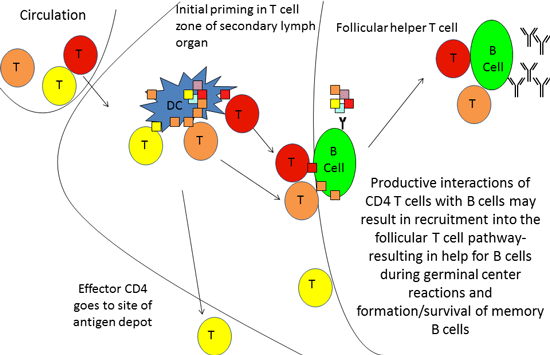 Circulation
T
T
T
Initial priming in T cell
zone of secondary lymph
organ
DC
T
T
T
Follicular helper T cell
T
B
Cell
T
T
B
Cell
T
Productive interactions of
CD4 T cells with B cells may
result in recruitment into the
follicular T cell pathway-
resulting in help for B cells
during germinal center
reactions and
formation/survival of memory
B cells
T
Effector CD4
goes to site of
antigen depot
T